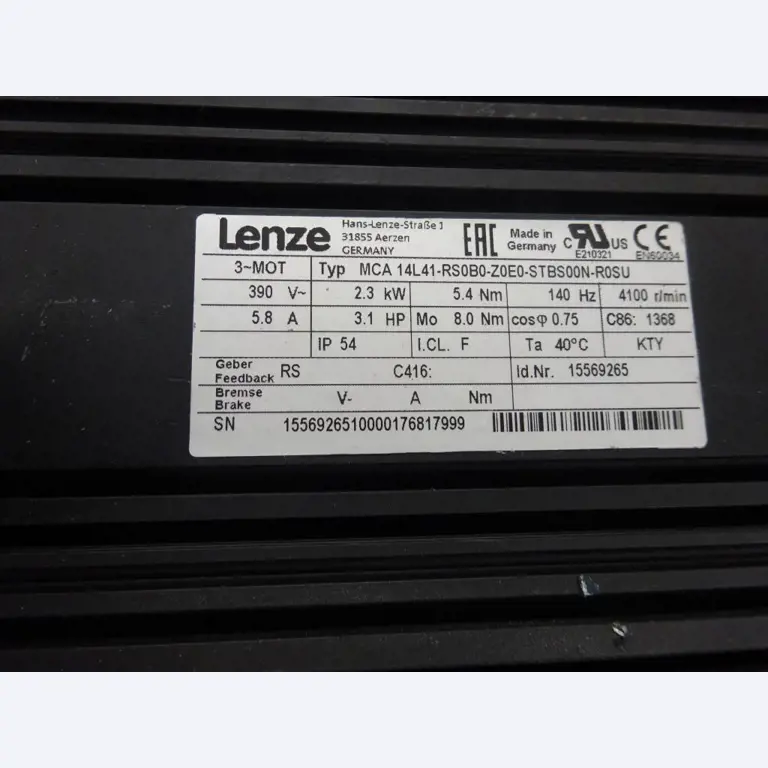 Lenze
Hans-Lenze-Straße 1
31855 Aerzen
GERMANY
EAC
Made in
Germany
C RU US
E210321
CE
EN60034
3~MOT Typ MCA 14L41-RS0B0-Z0E0-STBS00N-R0SU
390 V~ 2.3 kW 5.4 Nm 140 Hz 4100 r/min
5.8 A 3.1 HP Mo 8.0 Nm cosφ 0.75 C86: 1368
IP 54 I.CL. F Ta 40°C KTY
Geber
Feedback RS C416: Id.Nr. 15569265
Bremse
Brake V- A Nm
SN 1556926510000176817999